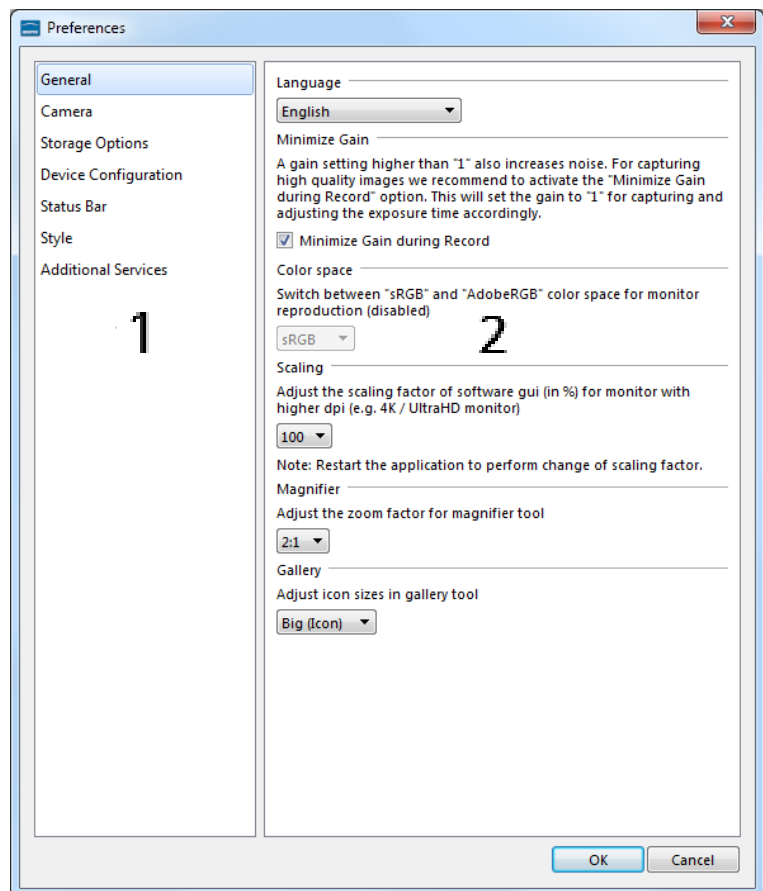 Preferences
General
Camera
Storage Options
Device Configuration
Status Bar
Style
Additional Services
1
Language
English
Minimize Gain
A gain setting higher than "1" also increases noise. For capturing
high quality images we recommend to activate the "Minimize Gain
during Record" option. This will set the gain to "1" for capturing and
adjusting the exposure time accordingly.
Minimize Gain during Record
Color space
Switch between "sRGB" and "AdobeRGB" color space for monitor
reproduction (disabled)
sRGB
2
Scaling
Adjust the scaling factor of software gui (in %) for monitor with
higher dpi (e.g. 4K / UltraHD monitor)
100
Note: Restart the application to perform change of scaling factor.
Magnifier
Adjust the zoom factor for magnifier tool
2:1
Gallery
Adjust icon sizes in gallery tool
Big (Icon)
OK
Cancel